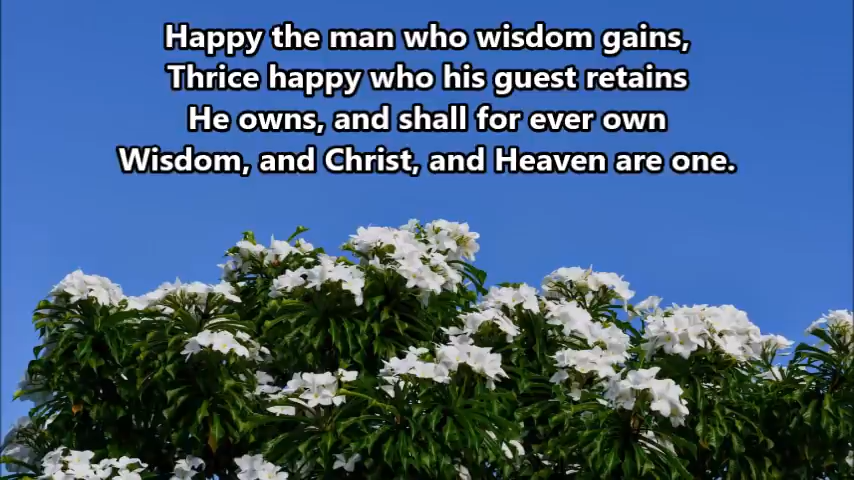 Happy the man who wisdom gains,
Thrice happy who his guest retains
He owns, and shall for ever own
Wisdom, and Christ, and Heaven are one.